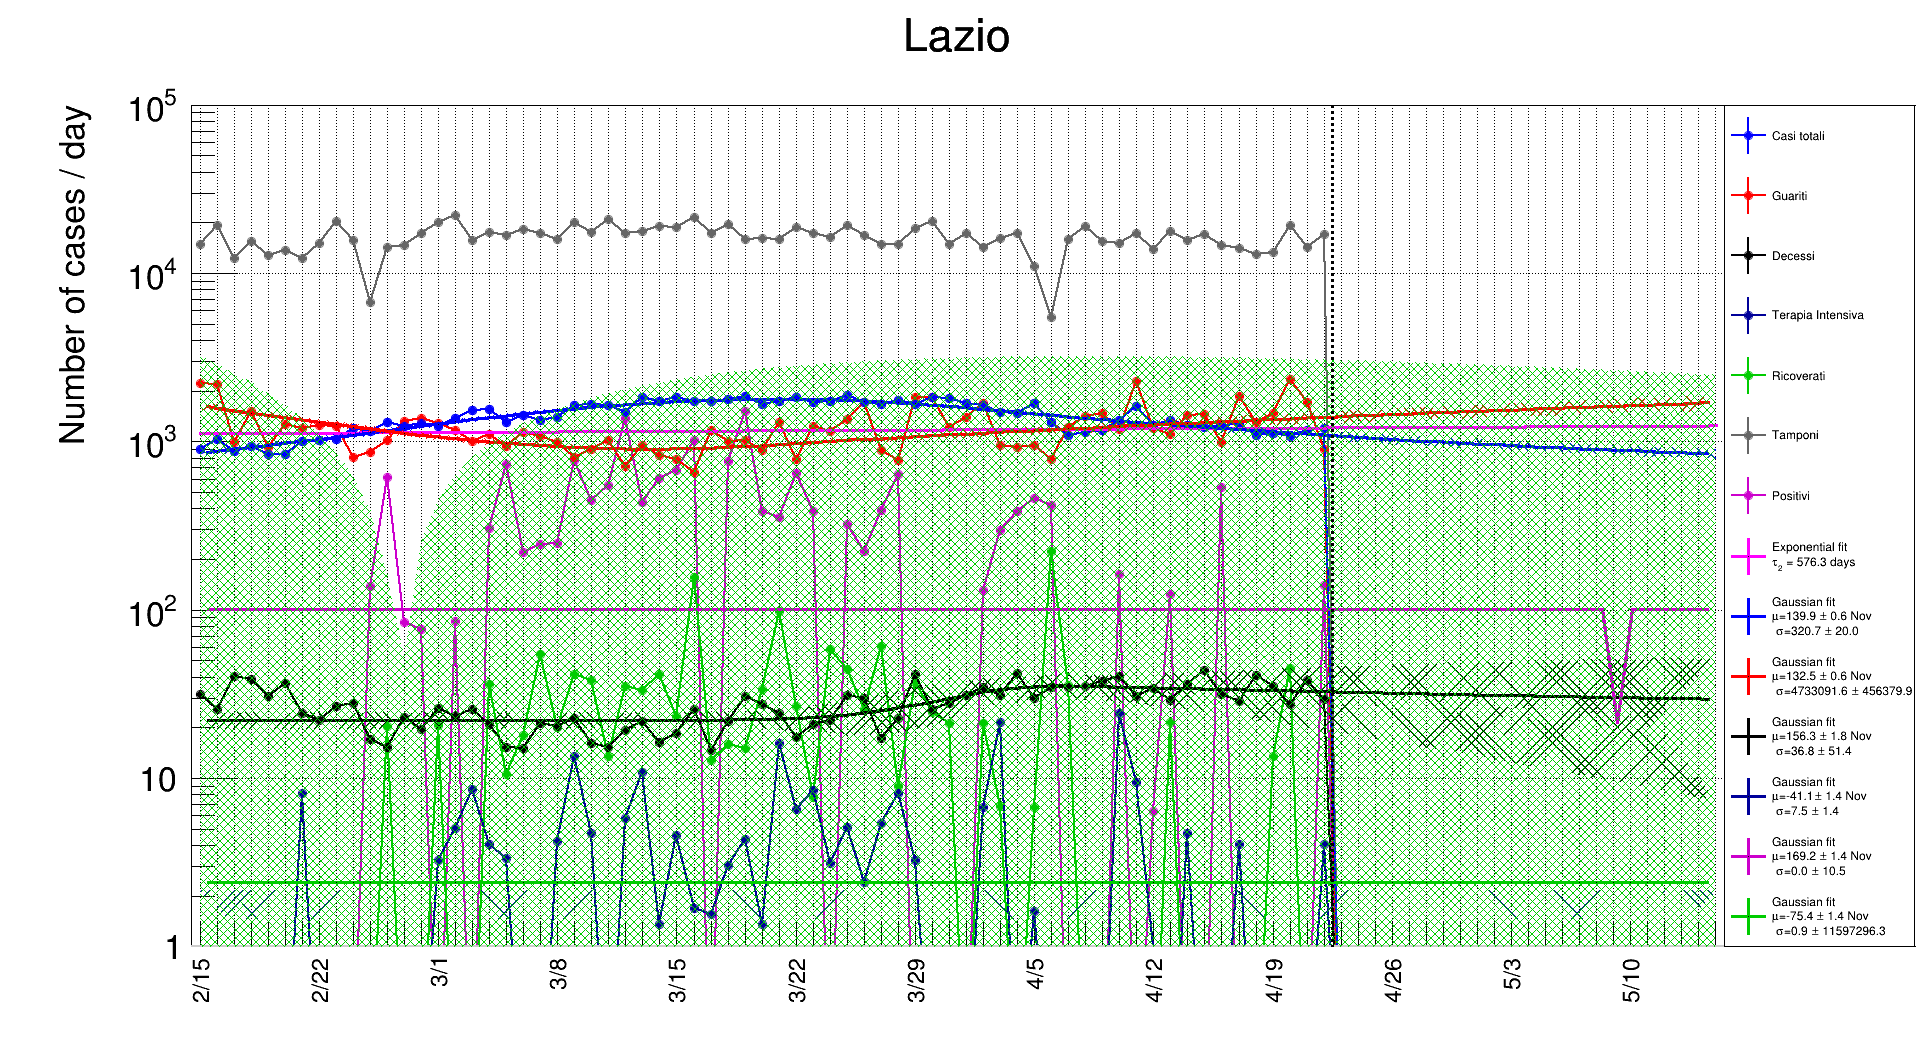 Lazio
Number of cases / day
10^5
10^4
10^3
10^2
10
1
2/15
2/22
3/1
3/8
3/15
3/22
3/29
4/5
4/12
4/19
4/26
5/3
5/10
Casi totali
Guariti
Decessi
Terapia Intensiva
Ricoverati
Tamponi
Positivi
Exponential fit
τ_2 = 576.3 days
Gaussian fit
μ=139.9 ± 0.6 Nov
σ=320.7 ± 20.0
Gaussian fit
μ=132.5 ± 0.6 Nov
σ=4733091.6 ± 456379.9
Gaussian fit
μ=156.3 ± 1.8 Nov
σ=36.8 ± 51.4
Gaussian fit
μ=-41.1 ± 1.4 Nov
σ=7.5 ± 1.4
Gaussian fit
μ=169.2 ± 1.4 Nov
σ=0.0 ± 10.5
Gaussian fit
μ=-75.4 ± 1.4 Nov
σ=0.9 ± 11597296.3